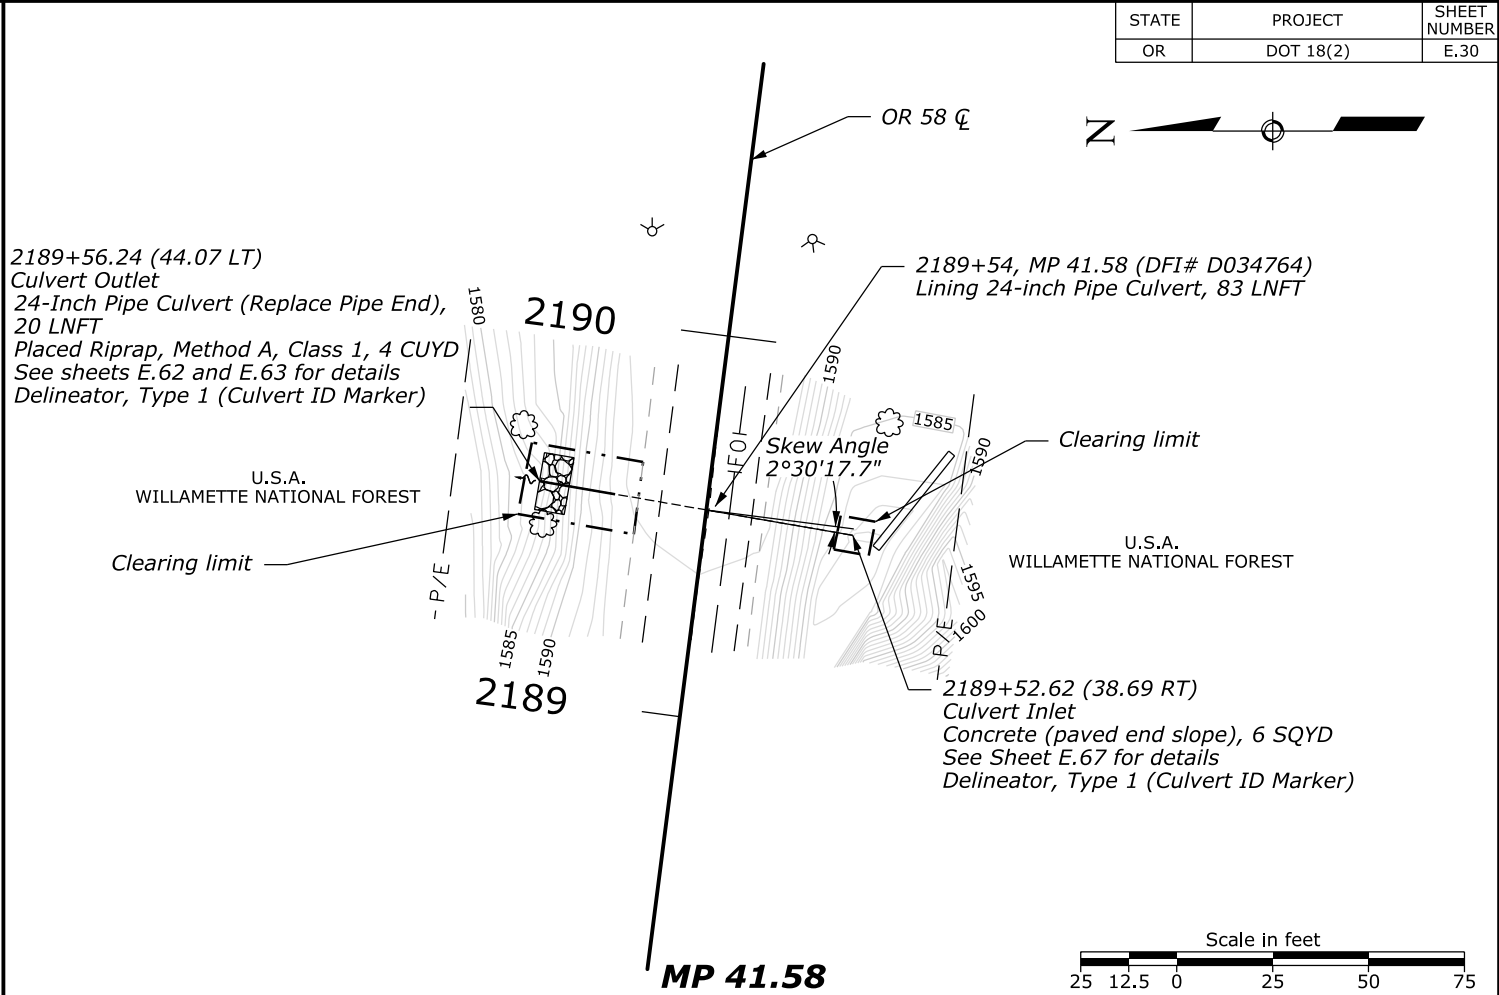 STATE PROJECT SHEET NUMBER
OR DOT 18(2) E.30
OR 58 ℄
N
2189+56.24 (44.07 LT)
Culvert Outlet
24-Inch Pipe Culvert (Replace Pipe End),
20 LNFT
Placed Riprap, Method A, Class 1, 4 CUYD
See sheets E.62 and E.63 for details
Delineator, Type 1 (Culvert ID Marker)
2189+54, MP 41.58 (DFI# D034764)
Lining 24-inch Pipe Culvert, 83 LNFT
1580
2190
1590
1585
1590
FO
Skew Angle
2°30'17.7"
Clearing limit
U.S.A.
WILLAMETTE NATIONAL FOREST
U.S.A.
WILLAMETTE NATIONAL FOREST
Clearing limit
P/E
1595
1600
P/E
1585
1590
2189
2189+52.62 (38.69 RT)
Culvert Inlet
Concrete (paved end slope), 6 SQYD
See Sheet E.67 for details
Delineator, Type 1 (Culvert ID Marker)
MP 41.58
Scale in feet
25 12.5 0 25 50 75